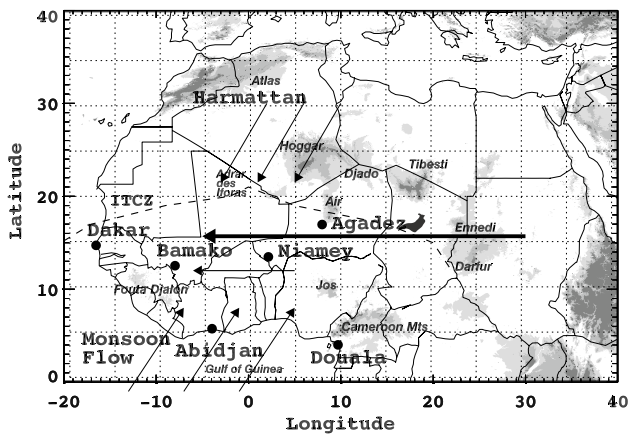 40
Atlas
Harmattan
30
Hoggar
Adrar
des
Iforas
Djado
Tibesti
Latitude
20
ITCZ
Aïr
Dakar
Agadez
Ennedi
Bamako
Niamey
Darfur
10
Fouta Djalon
Jos
Monsoon
Flow
Abidjan
Cameroon Mts
Douala
Gulf of Guinea
0
-20 -10 0 10 20 30 40
Longitude